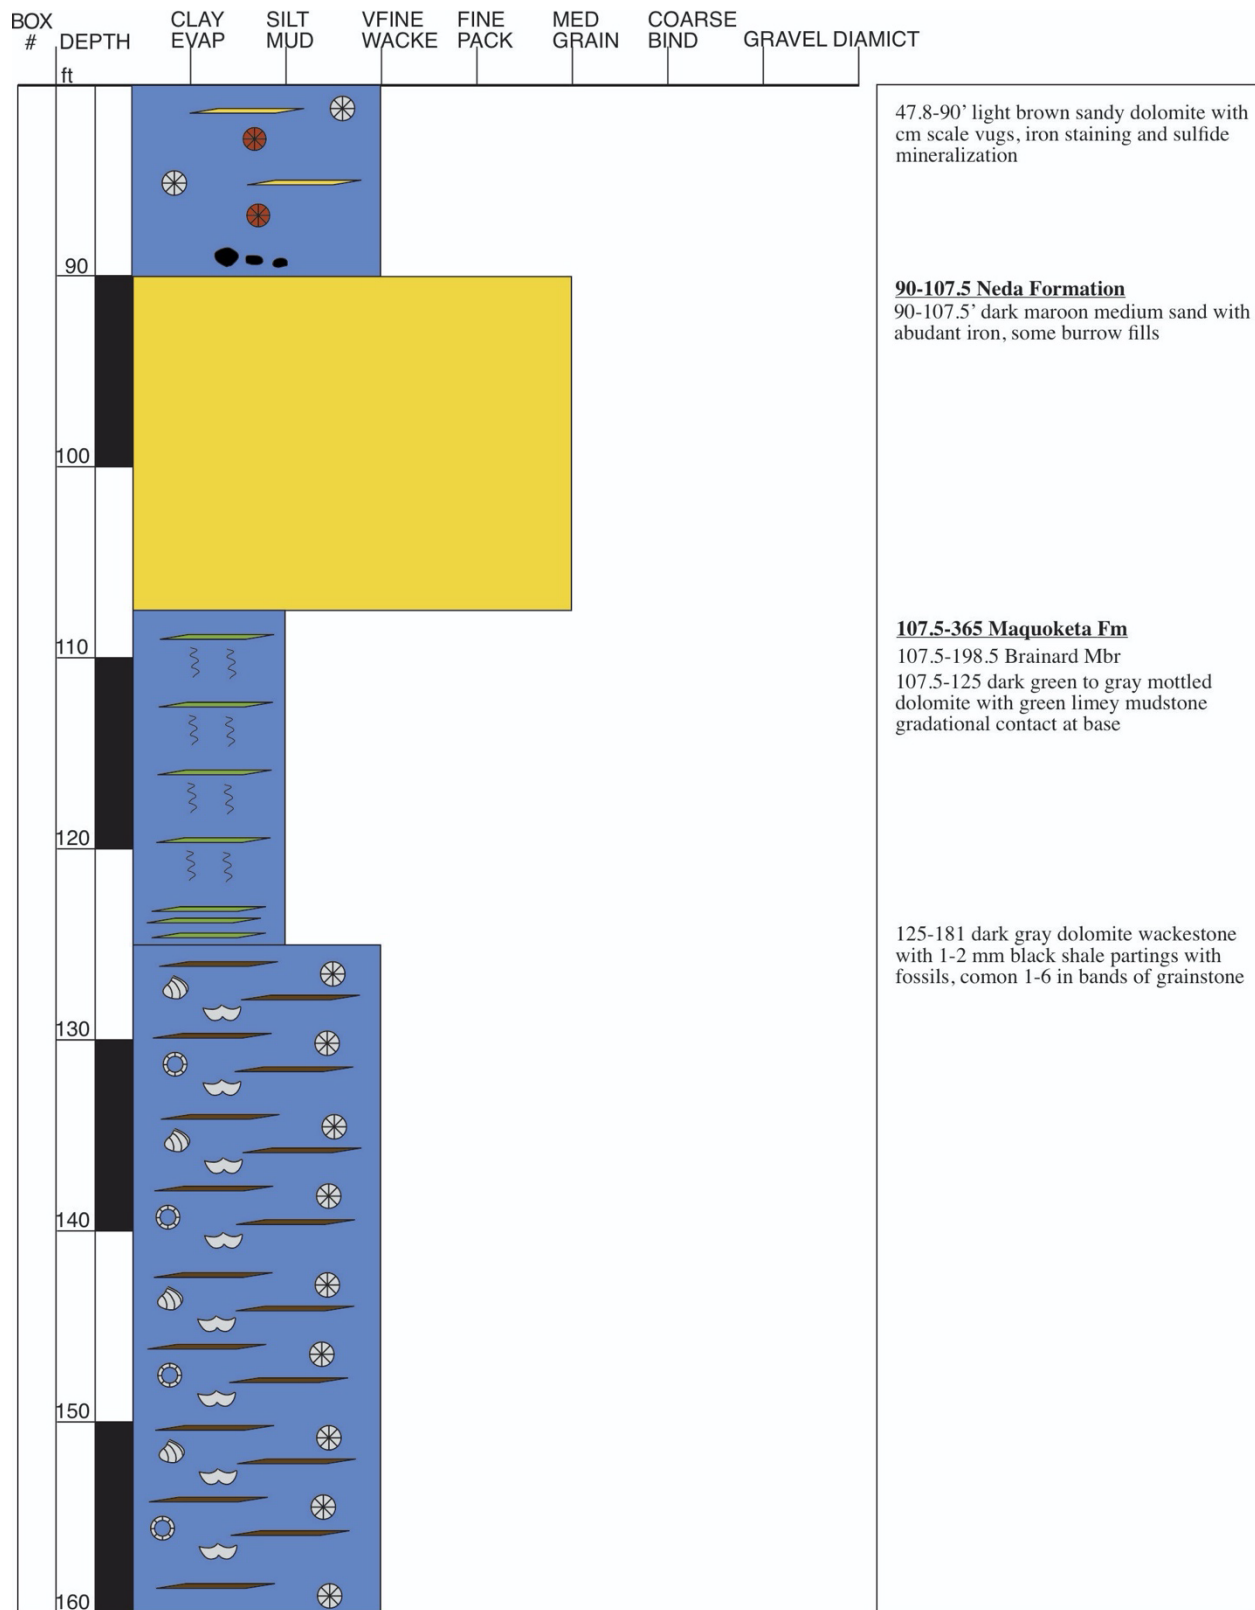 BOX
#
DEPTH
ft
CLAY
EVAP
SILT
MUD
VFINE
WACKE
FINE
PACK
MED
GRAIN
COARSE
BIND
GRAVEL DIAMICT
90
100
110
120
130
140
150
160
47.8-90’ light brown sandy dolomite with
cm scale vugs, iron staining and sulfide
mineralization
90-107.5 Neda Formation
90-107.5’ dark maroon medium sand with
abudant iron, some burrow fills
107.5-365 Maquoketa Fm
107.5-198.5 Brainard Mbr
107.5-125 dark green to gray mottled
dolomite with green limey mudstone
gradational contact at base
125-181 dark gray dolomite wackestone
with 1-2 mm black shale partings with
fossils, comon 1-6 in bands of grainstone